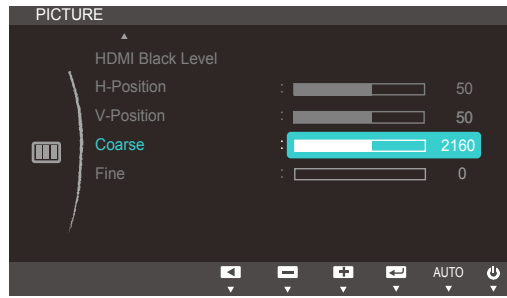 PICTURE
HDMI Black Level
H-Position : 50
V-Position : 50
Coarse : 2160
Fine : 0
AUTO